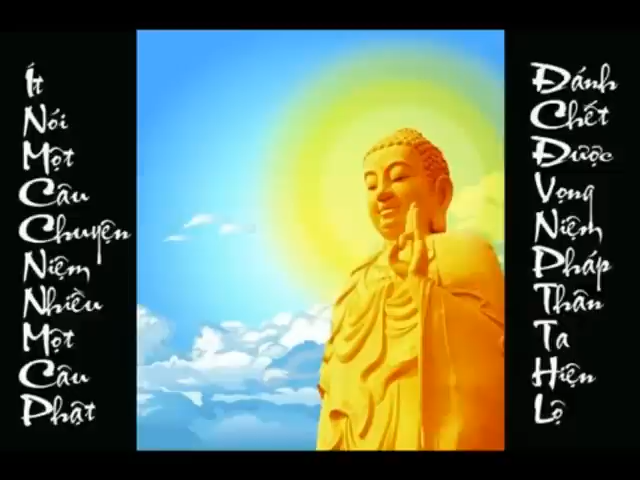 Ít
Nói
Một
Câu
Chuyện
Niệm
Nhiều
Một
Câu
Phật
Đánh
Chết
Được
Vọng
Niệm
Pháp
Thân
Ta
Hiện
Lộ